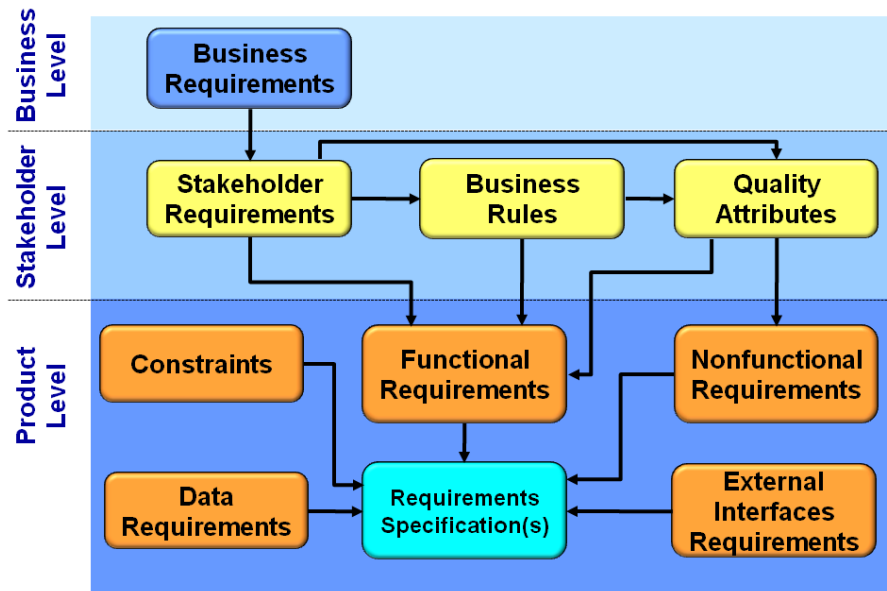 Business
Level
Business
Requirements
Stakeholder
Level
Stakeholder
Requirements
Business
Rules
Quality
Attributes
Product
Level
Constraints
Functional
Requirements
Nonfunctional
Requirements
Data
Requirements
Requirements
Specification(s)
External
Interfaces
Requirements